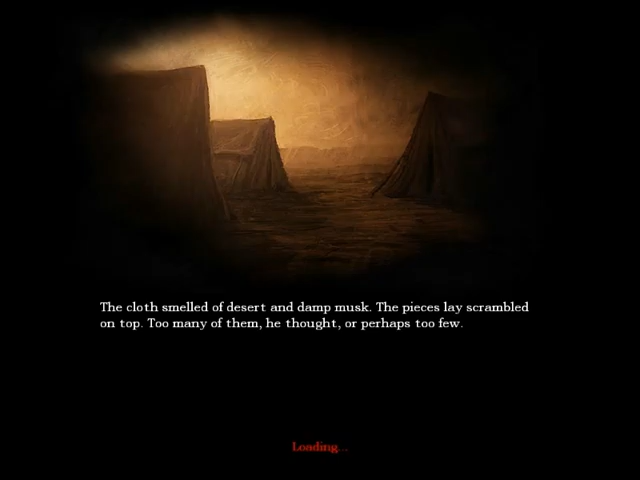 The cloth smelled of desert and damp musk. The pieces lay scrambled
on top. Too many of them, he thought, or perhaps too few.
Loading...